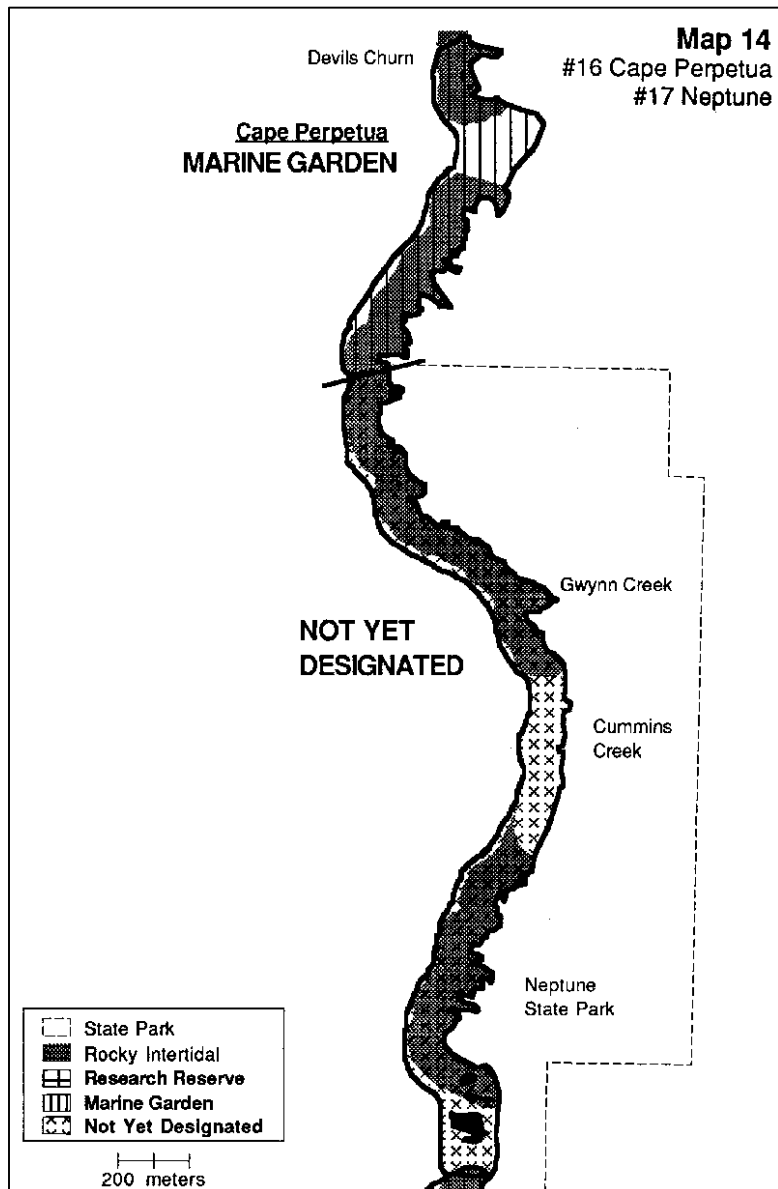 Map 14
#16 Cape Perpetua
#17 Neptune
Devils Churn
Cape Perpetua
MARINE GARDEN
Gwynn Creek
NOT YET
DESIGNATED
Cummins
Creek
Neptune
State Park
State Park
Rocky Intertidal
Research Reserve
Marine Garden
Not Yet Designated
200 meters